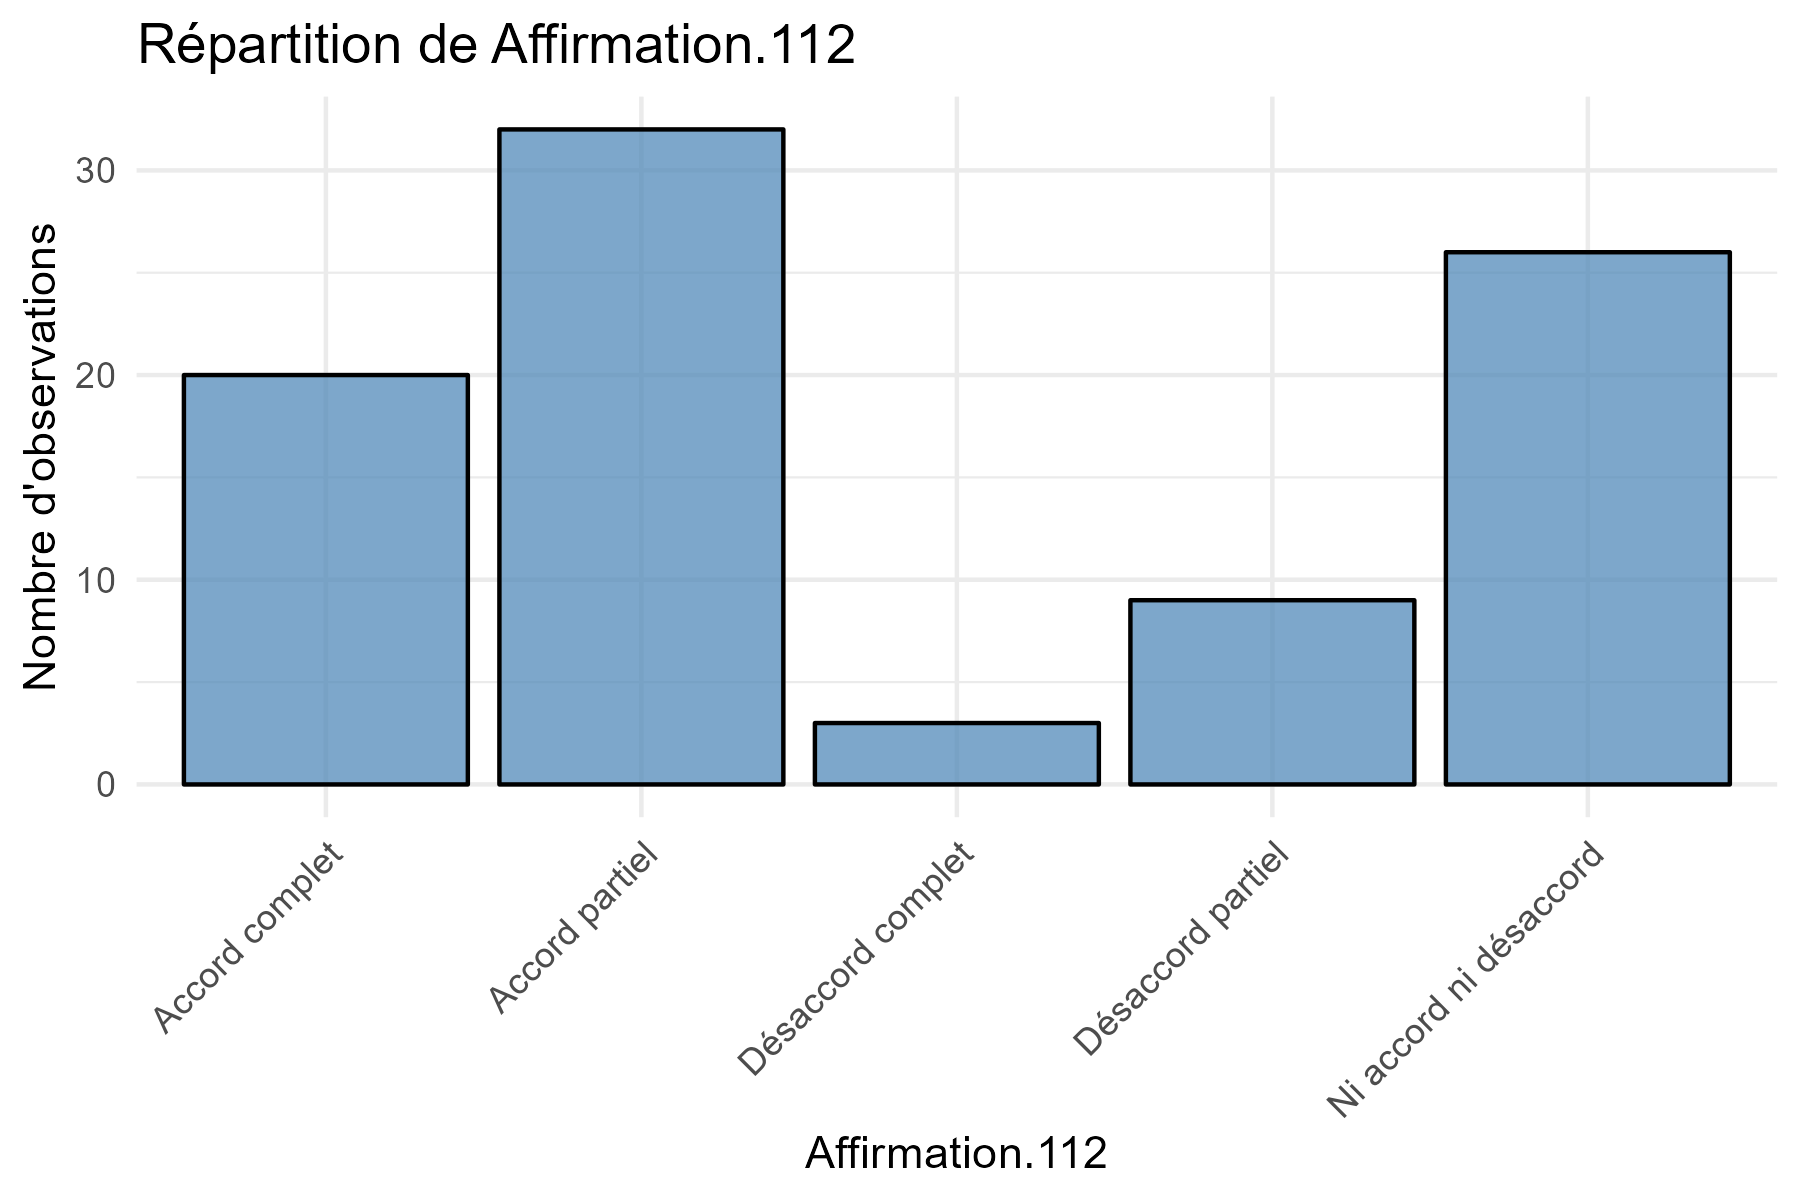 Répartition de Affirmation.112
Nombre d'observations
30
20
10
0
Accord complet
Accord partiel
Désaccord complet
Désaccord partiel
Ni accord ni désaccord
Affirmation.112